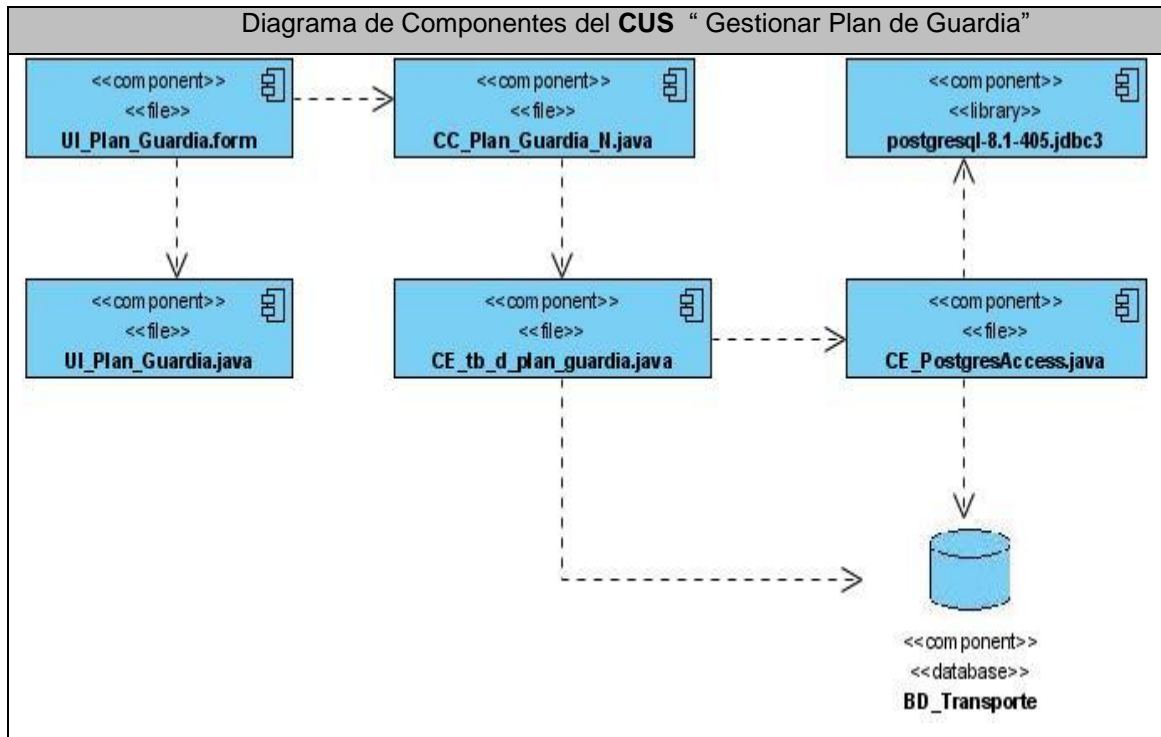 Diagrama de Componentes del CUS “ Gestionar Plan de Guardia”
<<component>>
<<file>>
UI_Plan_Guardia.form
<<component>>
<<file>>
CC_Plan_Guardia_N.java
<<component>>
<<library>>
postgresql-8.1-405.jdbc3
<<component>>
<<file>>
UI_Plan_Guardia.java
<<component>>
<<file>>
CE_tb_d_plan_guardia.java
<<component>>
<<file>>
CE_PostgresAccess.java
<<component>>
<<database>>
BD_Transporte